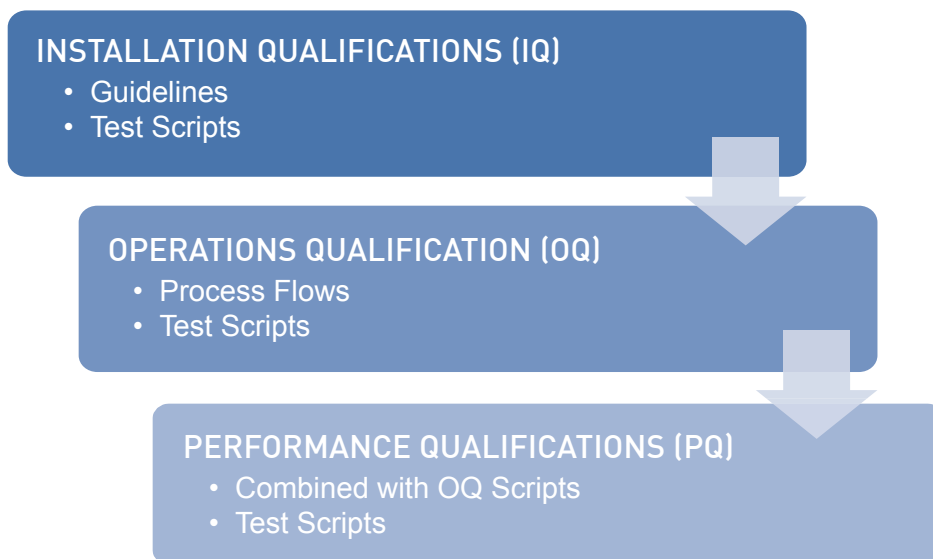 INSTALLATION QUALIFICATIONS (IQ)
• Guidelines
• Test Scripts
OPERATIONS QUALIFICATION (OQ)
• Process Flows
• Test Scripts
PERFORMANCE QUALIFICATIONS (PQ)
• Combined with OQ Scripts
• Test Scripts